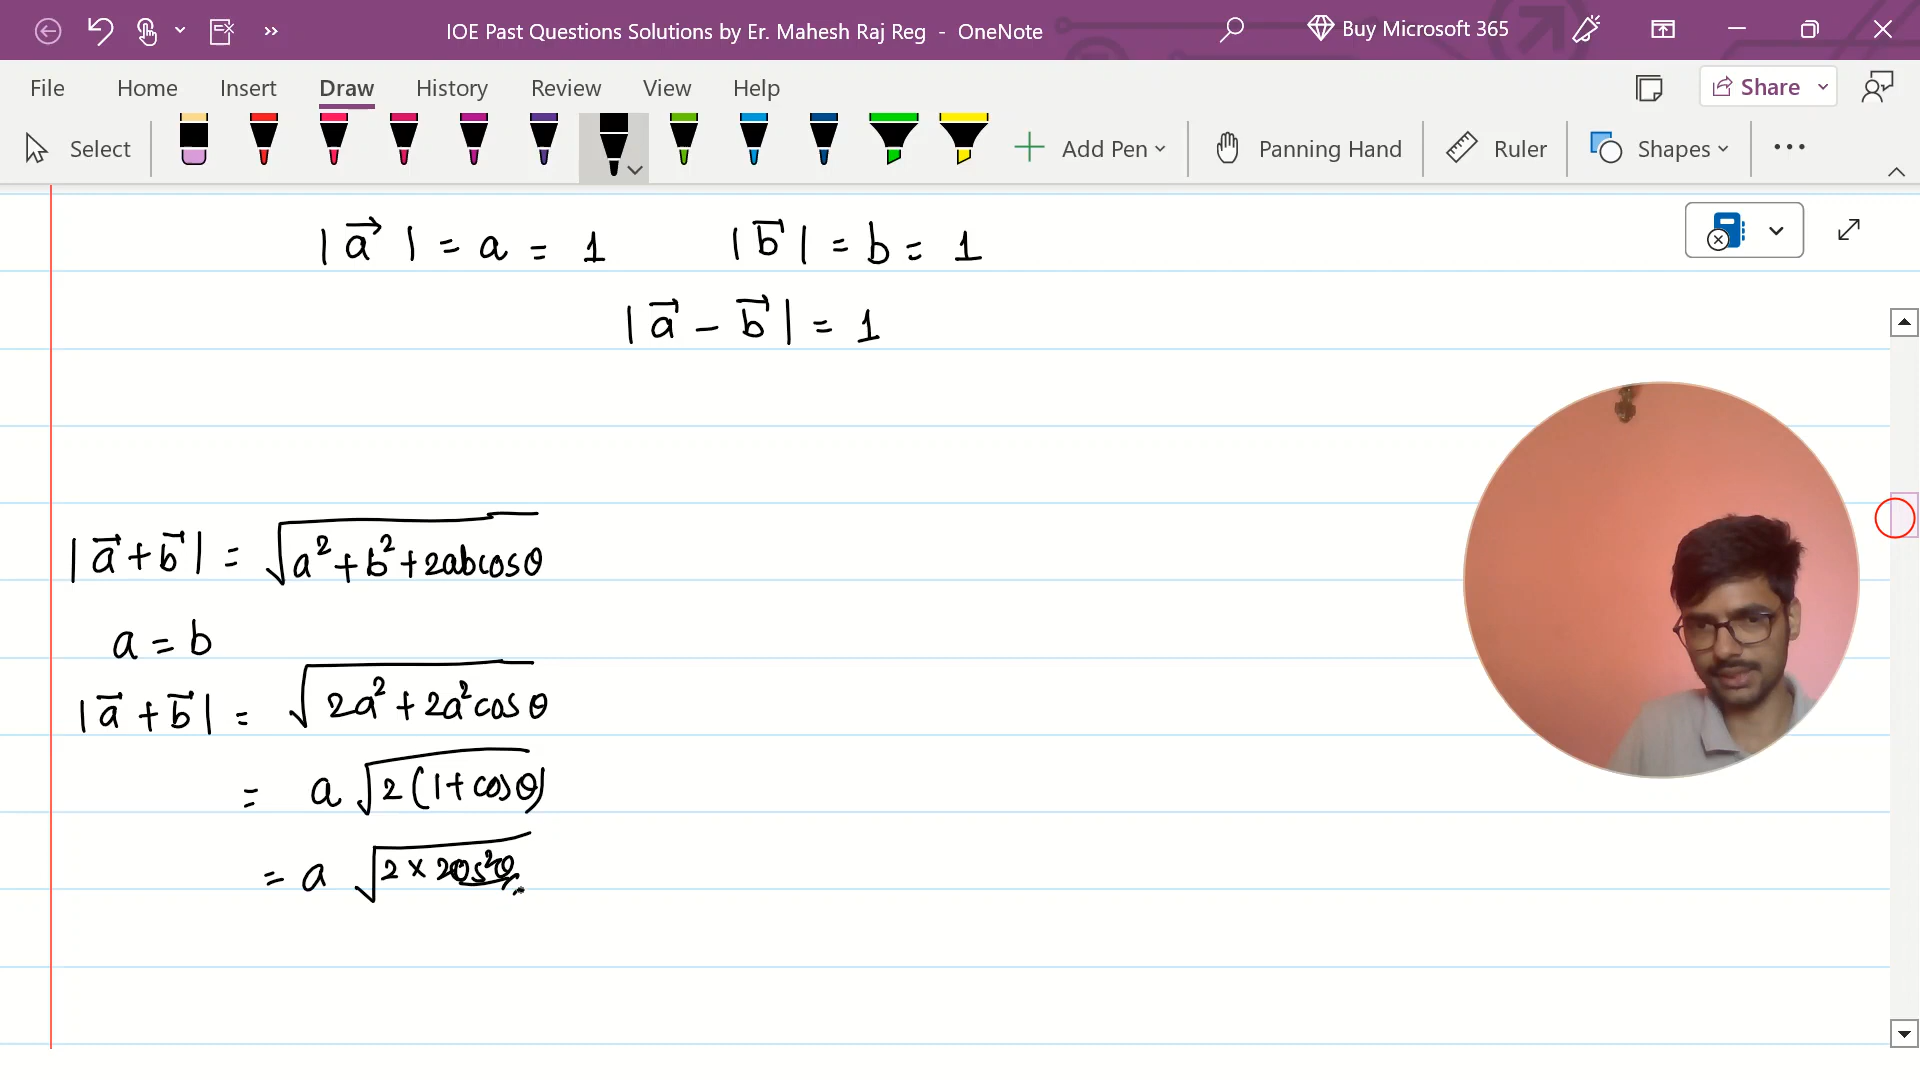 IOE Past Questions Solutions by Er. Mahesh Raj Reg - OneNote
Buy Microsoft 365
File Home Insert Draw History Review View Help
Share
Select
Add Pen
Panning Hand
Ruler
Shapes
|a⃗| = a = 1 |b⃗| = b = 1
|a⃗ - b⃗| = 1
|a⃗ + b⃗| = √(a² + b² + 2abcosθ)
a = b
|a⃗ + b⃗| = √(2a² + 2a²cosθ)
= a √(2(1 + cosθ))
= a √(2 × 2cos²θ/